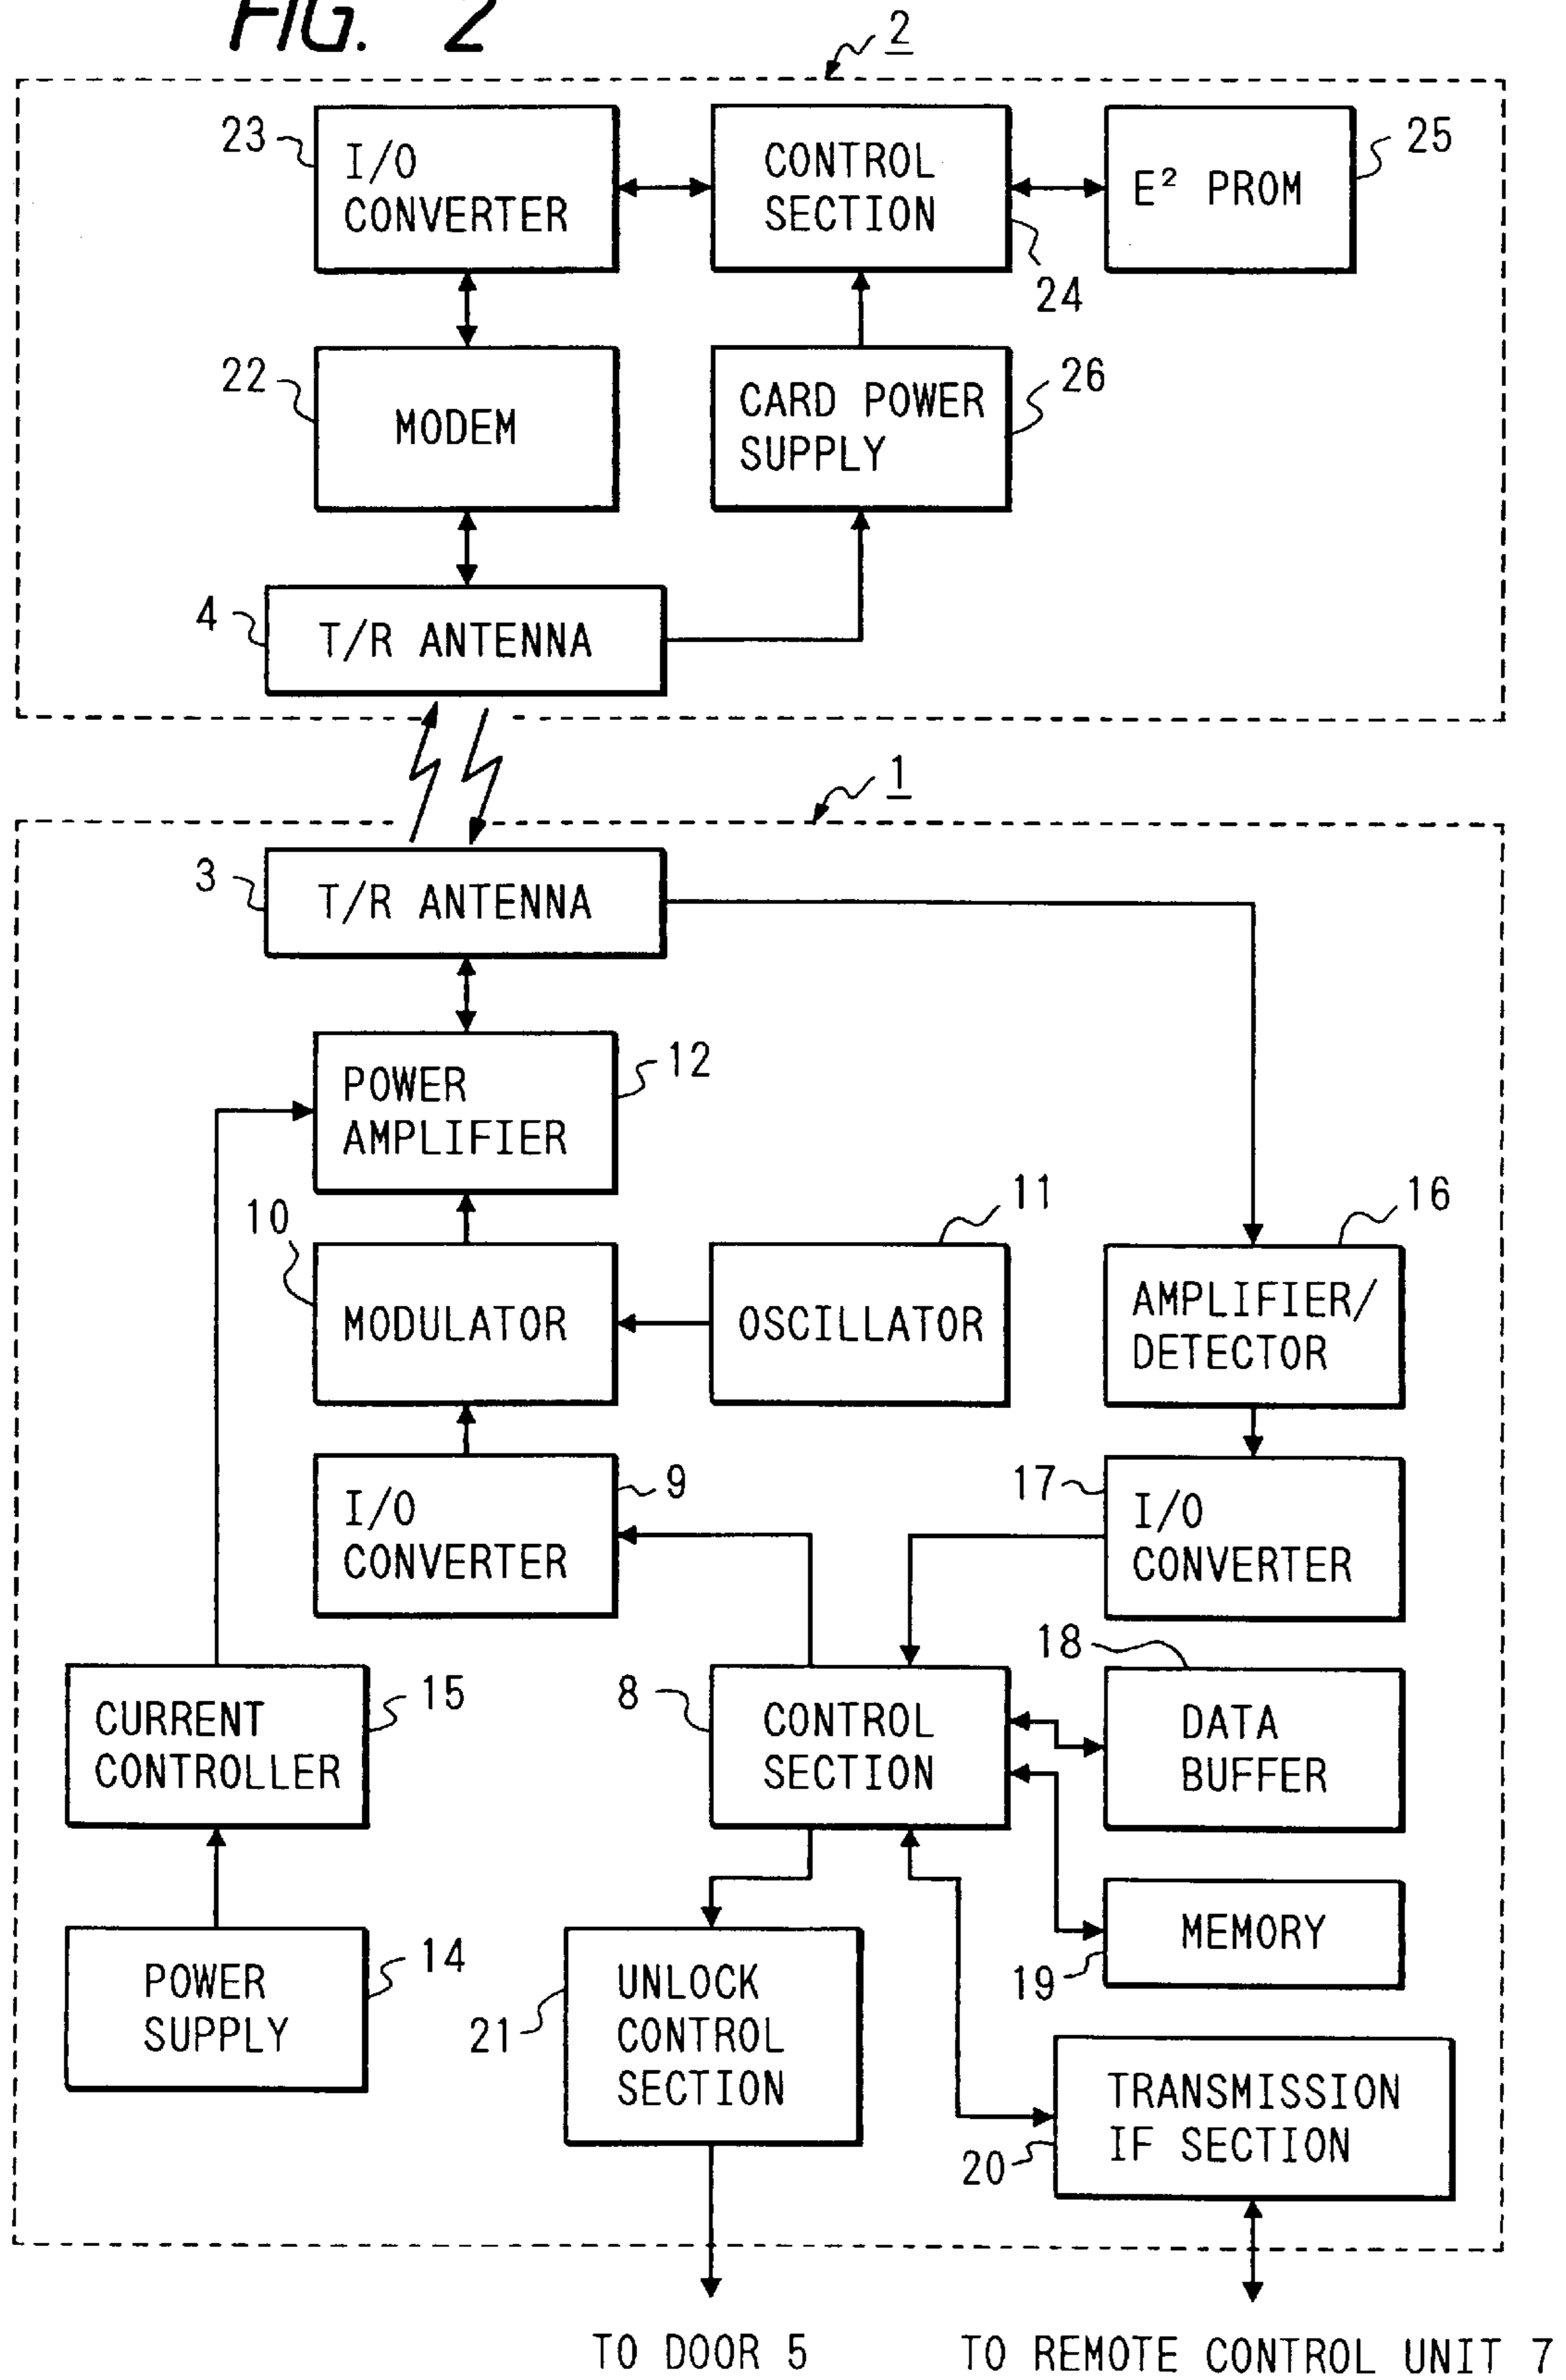 FIG. 2
2
23
I/O
CONVERTER
CONTROL
SECTION
24
E² PROM
25
22
MODEM
CARD POWER
SUPPLY
26
4
T/R ANTENNA
1
3
T/R ANTENNA
POWER
AMPLIFIER
12
10
MODULATOR
11
OSCILLATOR
16
AMPLIFIER/
DETECTOR
I/O
CONVERTER
9
17
I/O
CONVERTER
CURRENT
CONTROLLER
15
8
CONTROL
SECTION
18
DATA
BUFFER
POWER
SUPPLY
14
21
UNLOCK
CONTROL
SECTION
MEMORY
19
TRANSMISSION
IF SECTION
20
TO DOOR 5
TO REMOTE CONTROL UNIT 7